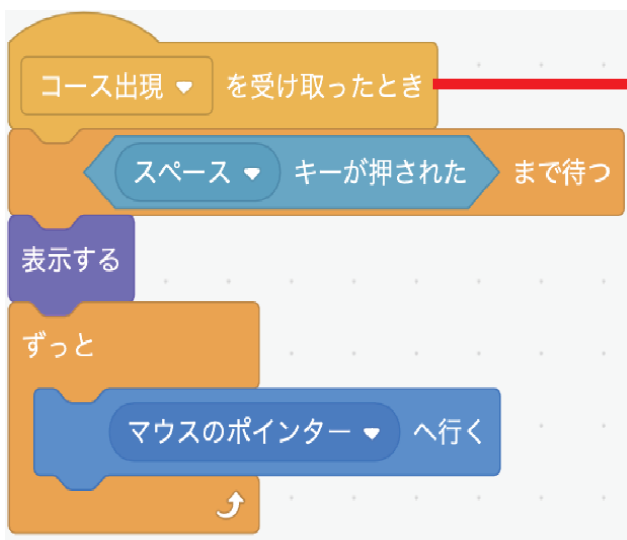 コース出現 を受け取ったとき
スペース キーが押された まで待つ
表示する
ずっと
マウスのポインター へ行く